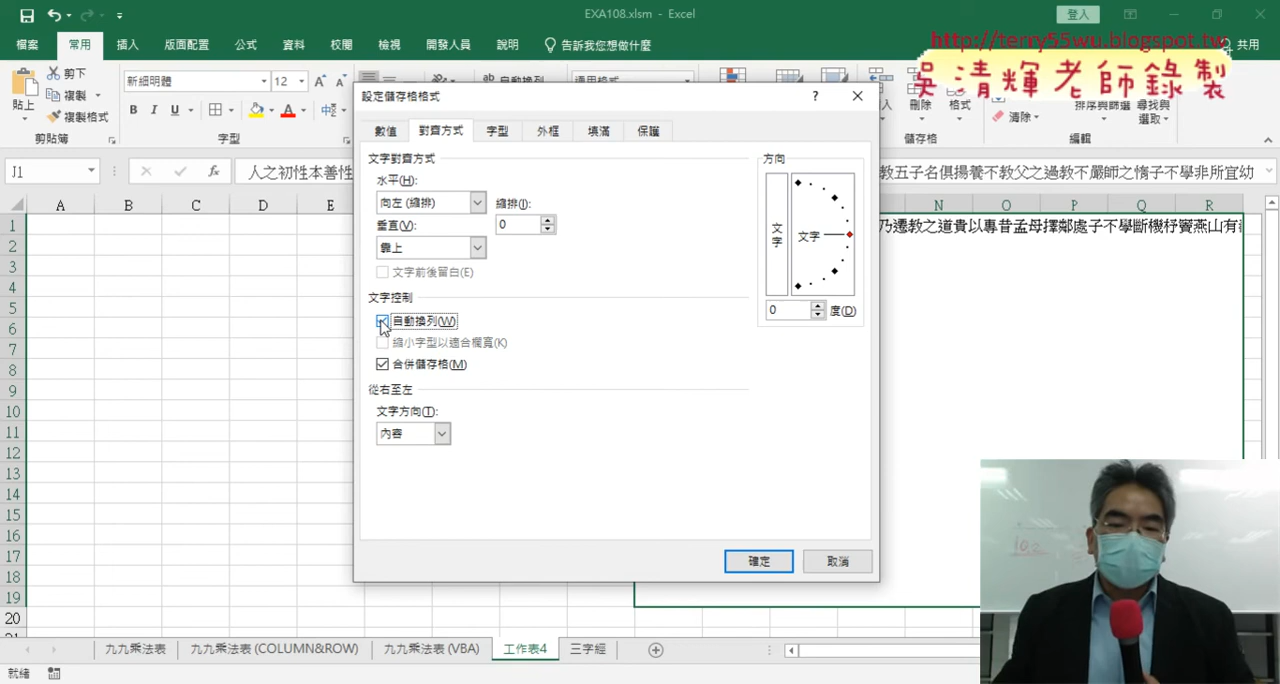 EXA108.xlsm - Excel
登入
檔案
常用
插入
版面配置
公式
資料
校閱
檢視
開發人員
說明
告訴我您想做什麼
共用
http://terry55wu.blogspot.tw
吳清輝老師錄製
貼上
剪下
複製
複製格式
剪貼簿
新細明體
12
B I U
字型
自動換列
通用格式
刪除
格式
儲存格
清除
排序與篩選
尋找與
選取
編輯
J1
fx
人之初性本善性
教五子名俱揚養不教父之過教不嚴師之惰子不學非所宜幼
A B C D E N O P Q R
乃遷教之道貴以專昔孟母擇鄰處子不學斷機杼竇燕山有
1
2
3
4
5
6
7
8
9
10
11
12
13
14
15
16
17
18
19
20
設定儲存格格式
?
數值
對齊方式
字型
外框
填滿
保護
文字對齊方式
水平(H):
向左 (縮排)
縮排(I):
垂直(V):
0
靠上
文字前後留白(E)
文字控制
自動換列(W)
縮小字型以適合欄寬(K)
合併儲存格(M)
從右至左
文字方向(T):
內容
方向
文字
文字
0
度(D)
確定
取消
九九乘法表
九九乘法表 (COLUMN&ROW)
九九乘法表 (VBA)
工作表4
三字經
就緒